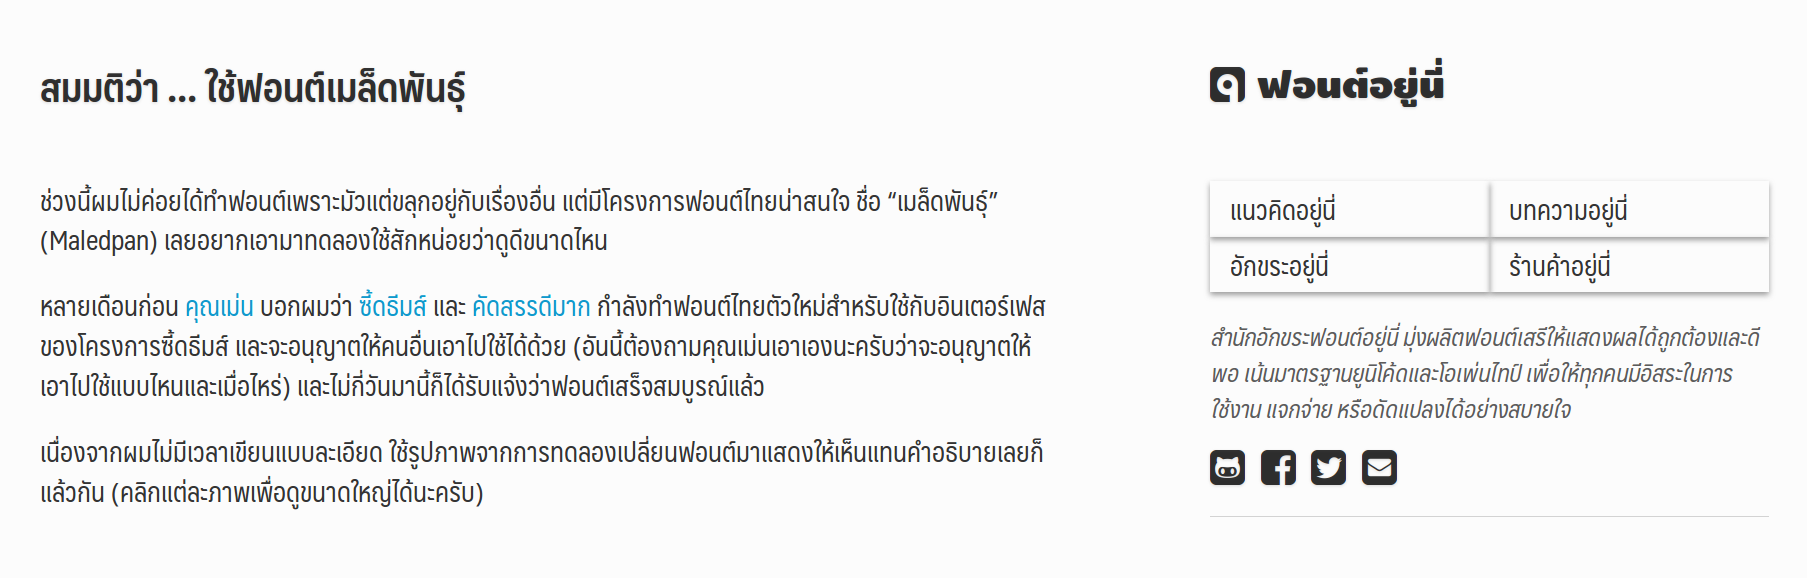 สมมติว่า ... ใช้ฟอนต์เมล็ดพันธุ์
ช่วงนี้ผมไม่ค่อยได้ทำฟอนต์เพราะมัวแต่ขลุกอยู่กับเรื่องอื่น แต่มีโครงการฟอนต์ไทยน่าสนใจ ชื่อ “เมล็ดพันธุ์”
(Maledpan) เลยอยากเอามาทดลองใช้สักหน่อยว่าดูดีขนาดไหน
หลายเดือนก่อน คุณแม่น บอกผมว่า ซี้ดธีมส์ และ คัดสรรดีมาก กำลังทำฟอนต์ไทยตัวใหม่สำหรับใช้กับอินเตอร์เฟส
ของโครงการซี้ดธีมส์ และจะอนุญาตให้คนอื่นเอาไปใช้ได้ด้วย (อันนี้ต้องถามคุณเม่นเอาเองนะครับว่าจะอนุญาตให้
เอาไปใช้แบบไหนและเมื่อไหร่) และไม่กี่วันมานี้ก็ได้รับแจ้งว่าฟอนต์เสร็จสมบูรณ์แล้ว
เนื่องจากผมไม่มีเวลาเขียนแบบละเอียด ใช้รูปภาพจากการทดลองเปลี่ยนฟอนต์มาแสดงให้เห็นแทนคำอธิบายเลยก็
แล้วกัน (คลิกแต่ละภาพเพื่อดูขนาดใหญ่ได้นะครับ)
ฟอนต์อยู่นี่
แนวคิดอยู่นี่ บทความอยู่นี่
อักขระอยู่นี่ ร้านค้าอยู่นี่
สำนักอักขระฟอนต์อยู่นี่ มุ่งผลิตฟอนต์เสรีให้แสดงผลได้ถูกต้องและดี
พอ เน้นมาตรฐานยูนิโค้ดและโอเพ่นไทป์ เพื่อให้ทุกคนมีอิสระในการ
ใช้งาน แจกจ่าย หรือดัดแปลงได้อย่างสบายใจ